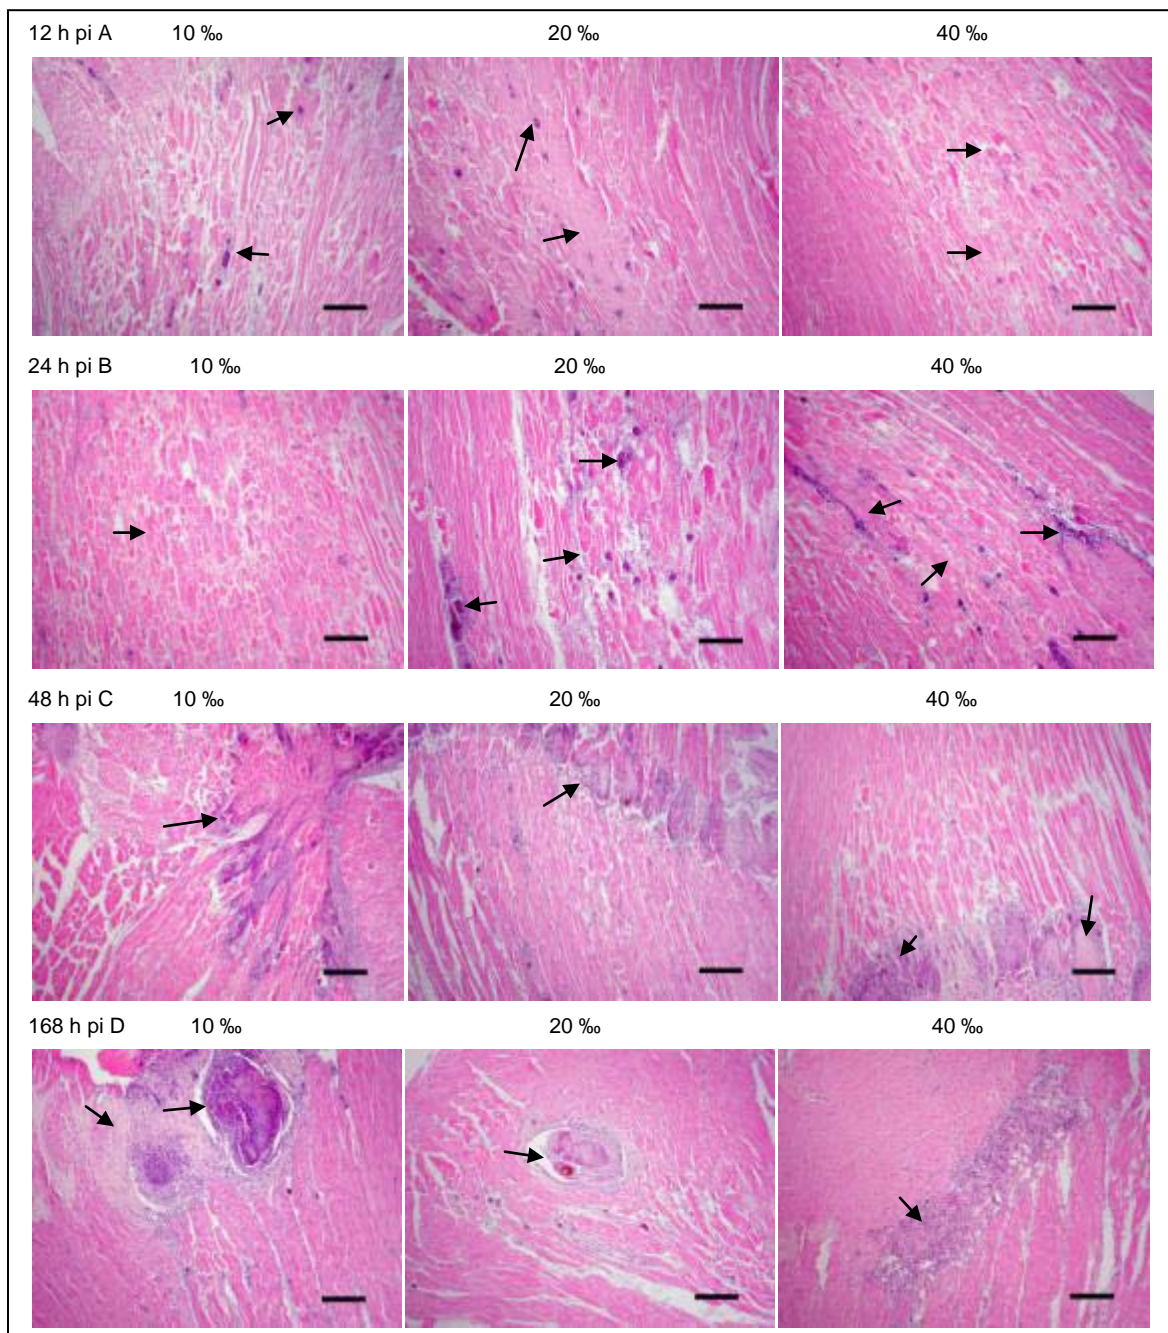 12 h pi A 10 ‰ 20 ‰ 40 ‰
24 h pi B 10 ‰ 20 ‰ 40 ‰
48 h pi C 10 ‰ 20 ‰ 40 ‰
168 h pi D 10 ‰ 20 ‰ 40 ‰